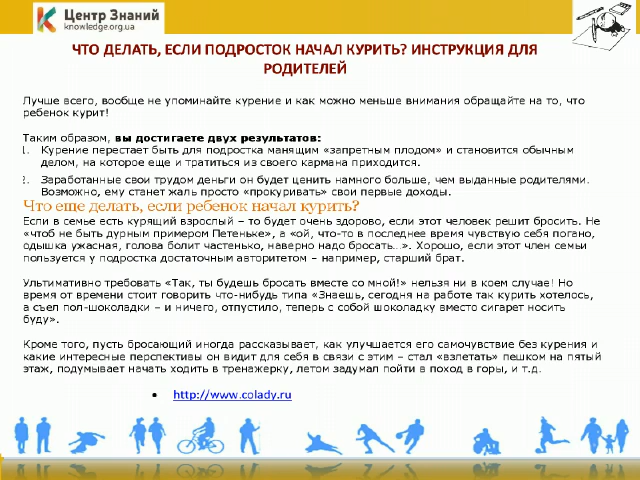 Центр Знаний
knowledge.org.ua
ЧТО ДЕЛАТЬ, ЕСЛИ ПОДРОСТОК НАЧАЛ КУРИТЬ? ИНСТРУКЦИЯ ДЛЯ
РОДИТЕЛЕЙ
Лучше всего, вообще не упоминайте курение и как можно меньше внимания обращайте на то, что
ребенок курит!
Таким образом, вы достигаете двух результатов:
1. Курение перестает быть для подростка манящим «запретным плодом» и становится обычным
делом, на которое еще и тратиться из своего кармана приходится.
2. Заработанные свои трудом деньги он будет ценить намного больше, чем выданные родителями.
Возможно, ему станет жаль просто «прокуривать» свои первые доходы.
Что еще делать, если ребенок начал курить?
Если в семье есть курящий взрослый – то будет очень здорово, если этот человек решит бросить. Не
«чтоб не быть дурным примером Петеньке», а «ой, что-то в последнее время чувствую себя погано,
одышка ужасная, голова болит частенько, наверно надо бросать…». Хорошо, если этот член семьи
пользуется у подростка достаточным авторитетом – например, старший брат.
Ультимативно требовать «Так, ты будешь бросать вместе со мной!» нельзя ни в коем случае! Но
время от времени стоит говорить что-нибудь типа «Знаешь, сегодня на работе так курить хотелось,
а съел пол-шоколадки – и ничего, отпустило, теперь с собой шоколадку вместо сигарет носить
буду».
Кроме того, пусть бросающий иногда рассказывает, как улучшается его самочувствие без курения и
какие интересные перспективы он видит для себя в связи с этим – стал «взлетать» пешком на пятый
этаж, подумывает начать ходить в тренажерку, летом задумал пойти в поход в горы, и т.д.
• http://www.colady.ru